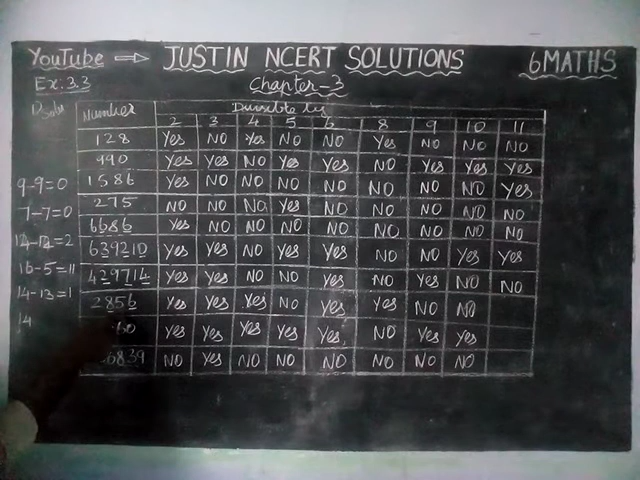 YouTube ⇒ JUSTIN NCERT SOLUTIONS 6MATHS
Ex:3.3 Chapter-3
Number Divisible by
2 3 4 5 6 8 9 10 11
128 Yes NO Yes NO NO Yes NO NO NO
990 Yes Yes NO Yes Yes NO Yes Yes Yes
1586 Yes NO NO NO NO NO NO NO Yes
275 NO NO NO Yes NO NO NO NO NO
6686 Yes NO NO NO NO NO NO NO NO
639210 Yes Yes NO Yes Yes NO NO Yes Yes
429714 Yes Yes NO NO Yes NO Yes NO NO
2856 Yes Yes Yes NO Yes Yes NO NO
60 Yes Yes Yes Yes Yes NO Yes Yes
6839 NO Yes NO NO NO NO NO NO
9-9=0
7-7=0
14-12=2
16-5=11
14-13=1
14